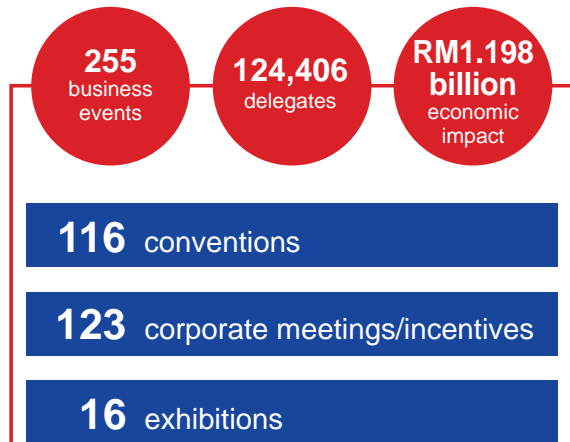 255
business
events
124,406
delegates
RM1.198
billion
economic
impact
116 conventions
123 corporate meetings/incentives
16 exhibitions